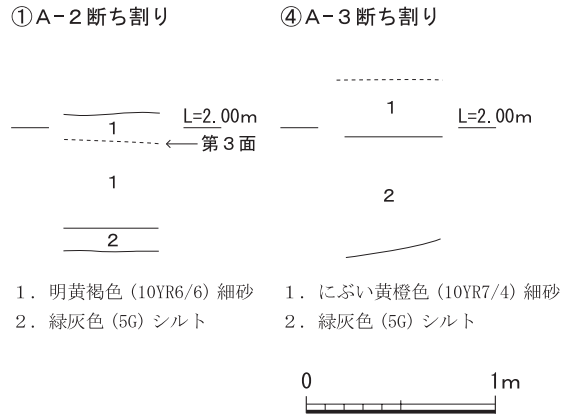 ①A-2断ち割り
1
L=2.00m
第3面
1
2
1. 明黄褐色 (10YR6/6) 細砂
2. 緑灰色 (5G) シルト
④A-3断ち割り
1
L=2.00m
2
1. にぶい黄橙色 (10YR7/4) 細砂
2. 緑灰色 (5G) シルト
0 1m